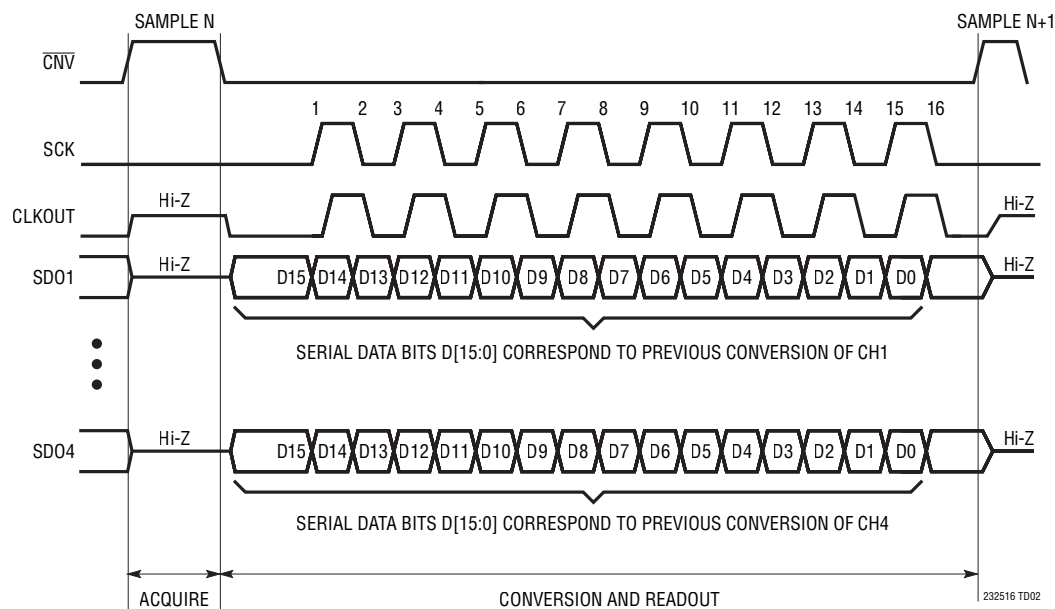 SAMPLE N
SAMPLE N+1
CNV
1 2 3 4 5 6 7 8 9 10 11 12 13 14 15 16
SCK
Hi-Z
Hi-Z
CLKOUT
Hi-Z
Hi-Z
SDO1
D15 D14 D13 D12 D11 D10 D9 D8 D7 D6 D5 D4 D3 D2 D1 D0
SERIAL DATA BITS D[15:0] CORRESPOND TO PREVIOUS CONVERSION OF CH1
Hi-Z
Hi-Z
SDO4
D15 D14 D13 D12 D11 D10 D9 D8 D7 D6 D5 D4 D3 D2 D1 D0
SERIAL DATA BITS D[15:0] CORRESPOND TO PREVIOUS CONVERSION OF CH4
ACQUIRE
CONVERSION AND READOUT
232516 TD02